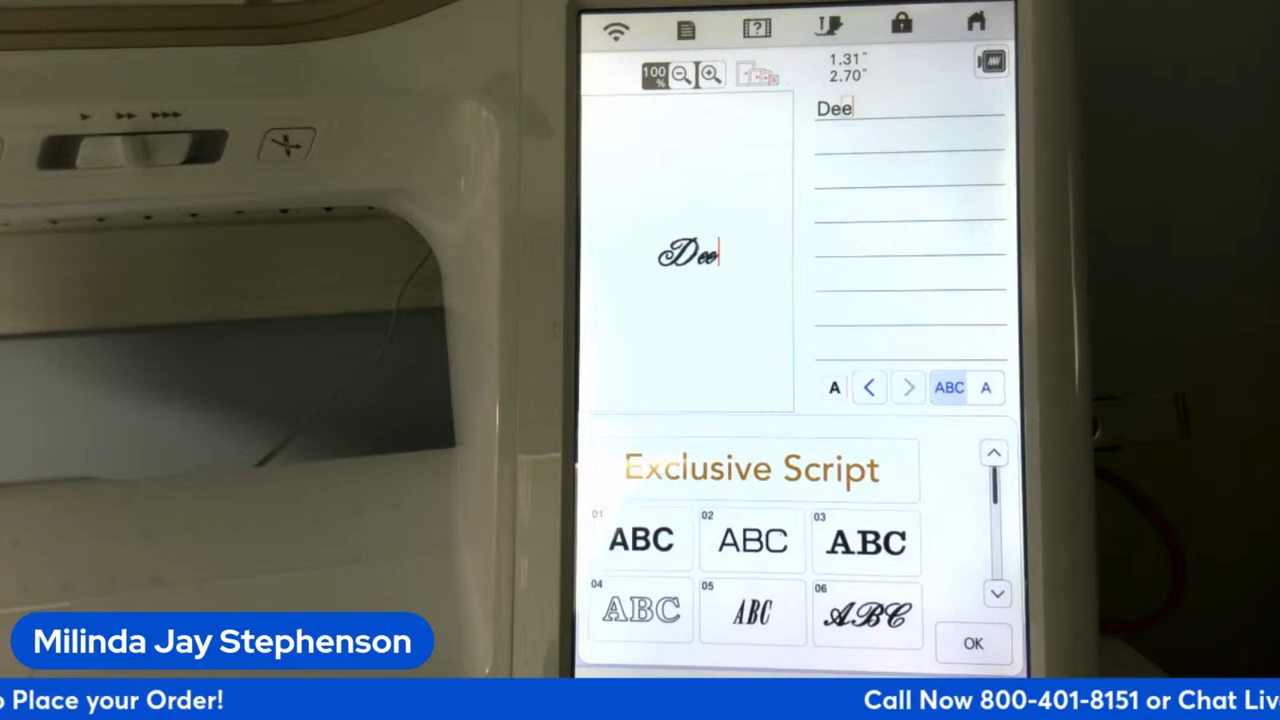 1.31"
100 %
2.70"
Dee
Dee
A
ABC
A
Exclusive Script
01
ABC
02
ABC
03
ABC
04
ABC
05
ABC
06
ABC
OK
Milinda Jay Stephenson
o Place your Order!
Call Now 800-401-8151 or Chat Liv